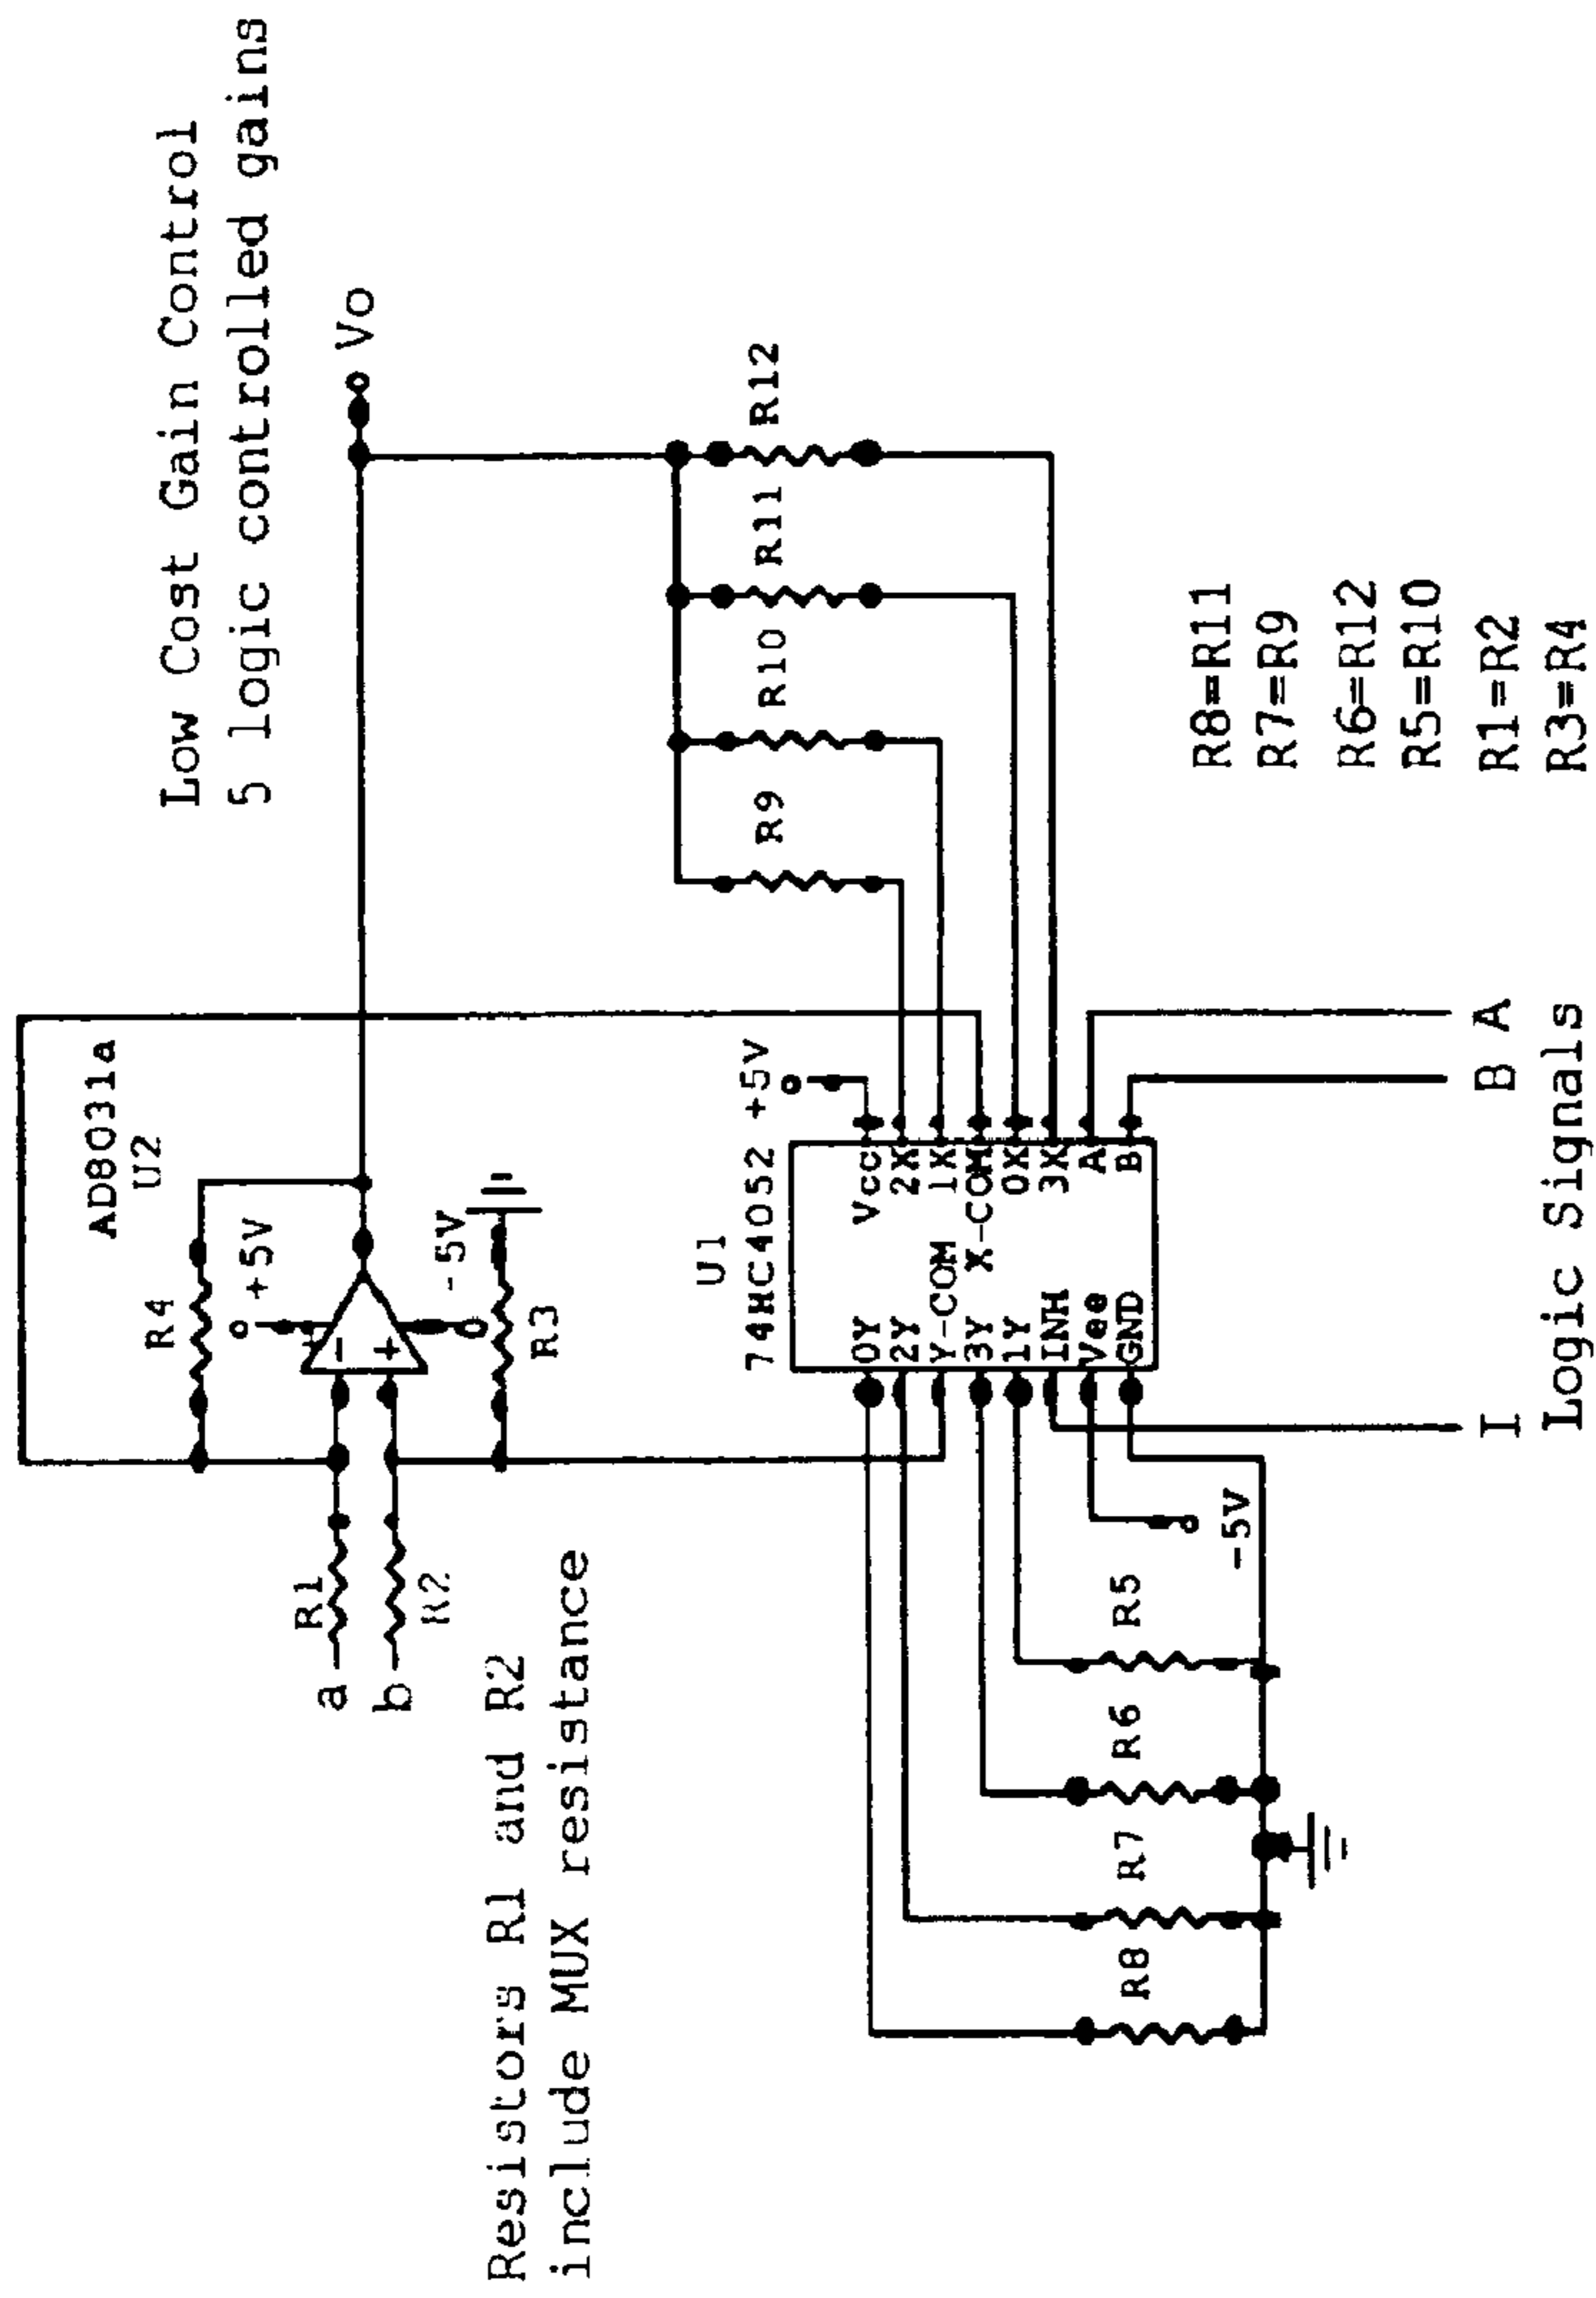 Low Cost Gain Control
5 logic controlled gains
AD8031a
U2
R4
+5V
-5V
R3
Vo
a
R1
b
R2
Resistors R1 and R2
include MUX resistance
R9
R10
R11
R12
U1
74HC4052
+5V
0Y
2Y
Y-COM
3Y
1Y
INH
Vee
GND
Vcc
2X
1X
X-COM
0X
3X
A
B
R8
R7
R6
R5
-5V
I
B
A
Logic Signals
R8=R11
R7=R9
R6=R12
R5=R10
R1=R2
R3=R4